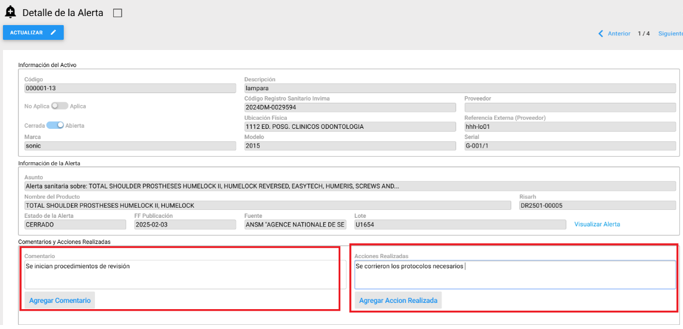 Detalle de la Alerta
ACTUALIZAR
Anterior 1 / 4 Siguiente
Información del Activo
Código Descripción
000001-13 lampara
No Aplica Aplica Código Registro Sanitario Invima Proveedor
2024DM-0029594
Cerrada Abierta Ubicación Física Referencia Externa (Proveedor)
1112 ED. POSG. CLINICOS ODONTOLOGIA hhh-lo01
Marca Modelo Serial
sonic 2015 G-001/1
Información de la Alerta
Asunto
Alerta sanitaria sobre: TOTAL SHOULDER PROSTHESES HUMELOCK II, HUMELOCK REVERSED, EASYTECH, HUMERIS, SCREWS AND...
Nombre del Producto Risarh
TOTAL SHOULDER PROSTHESES HUMELOCK II, HUMELOCK DR2501-00005
Estado de la Alerta FF Publicación Fuente Lote
CERRADO 2025-02-03 ANSM "AGENCE NATIONALE DE SE U1654 Visualizar Alerta
Comentarios y Acciones Realizadas
Comentario Acciones Realizadas
Se inician procedimientos de revisión Se corrieron los protocolos necesarios
Agregar Comentario Agregar Accion Realizada